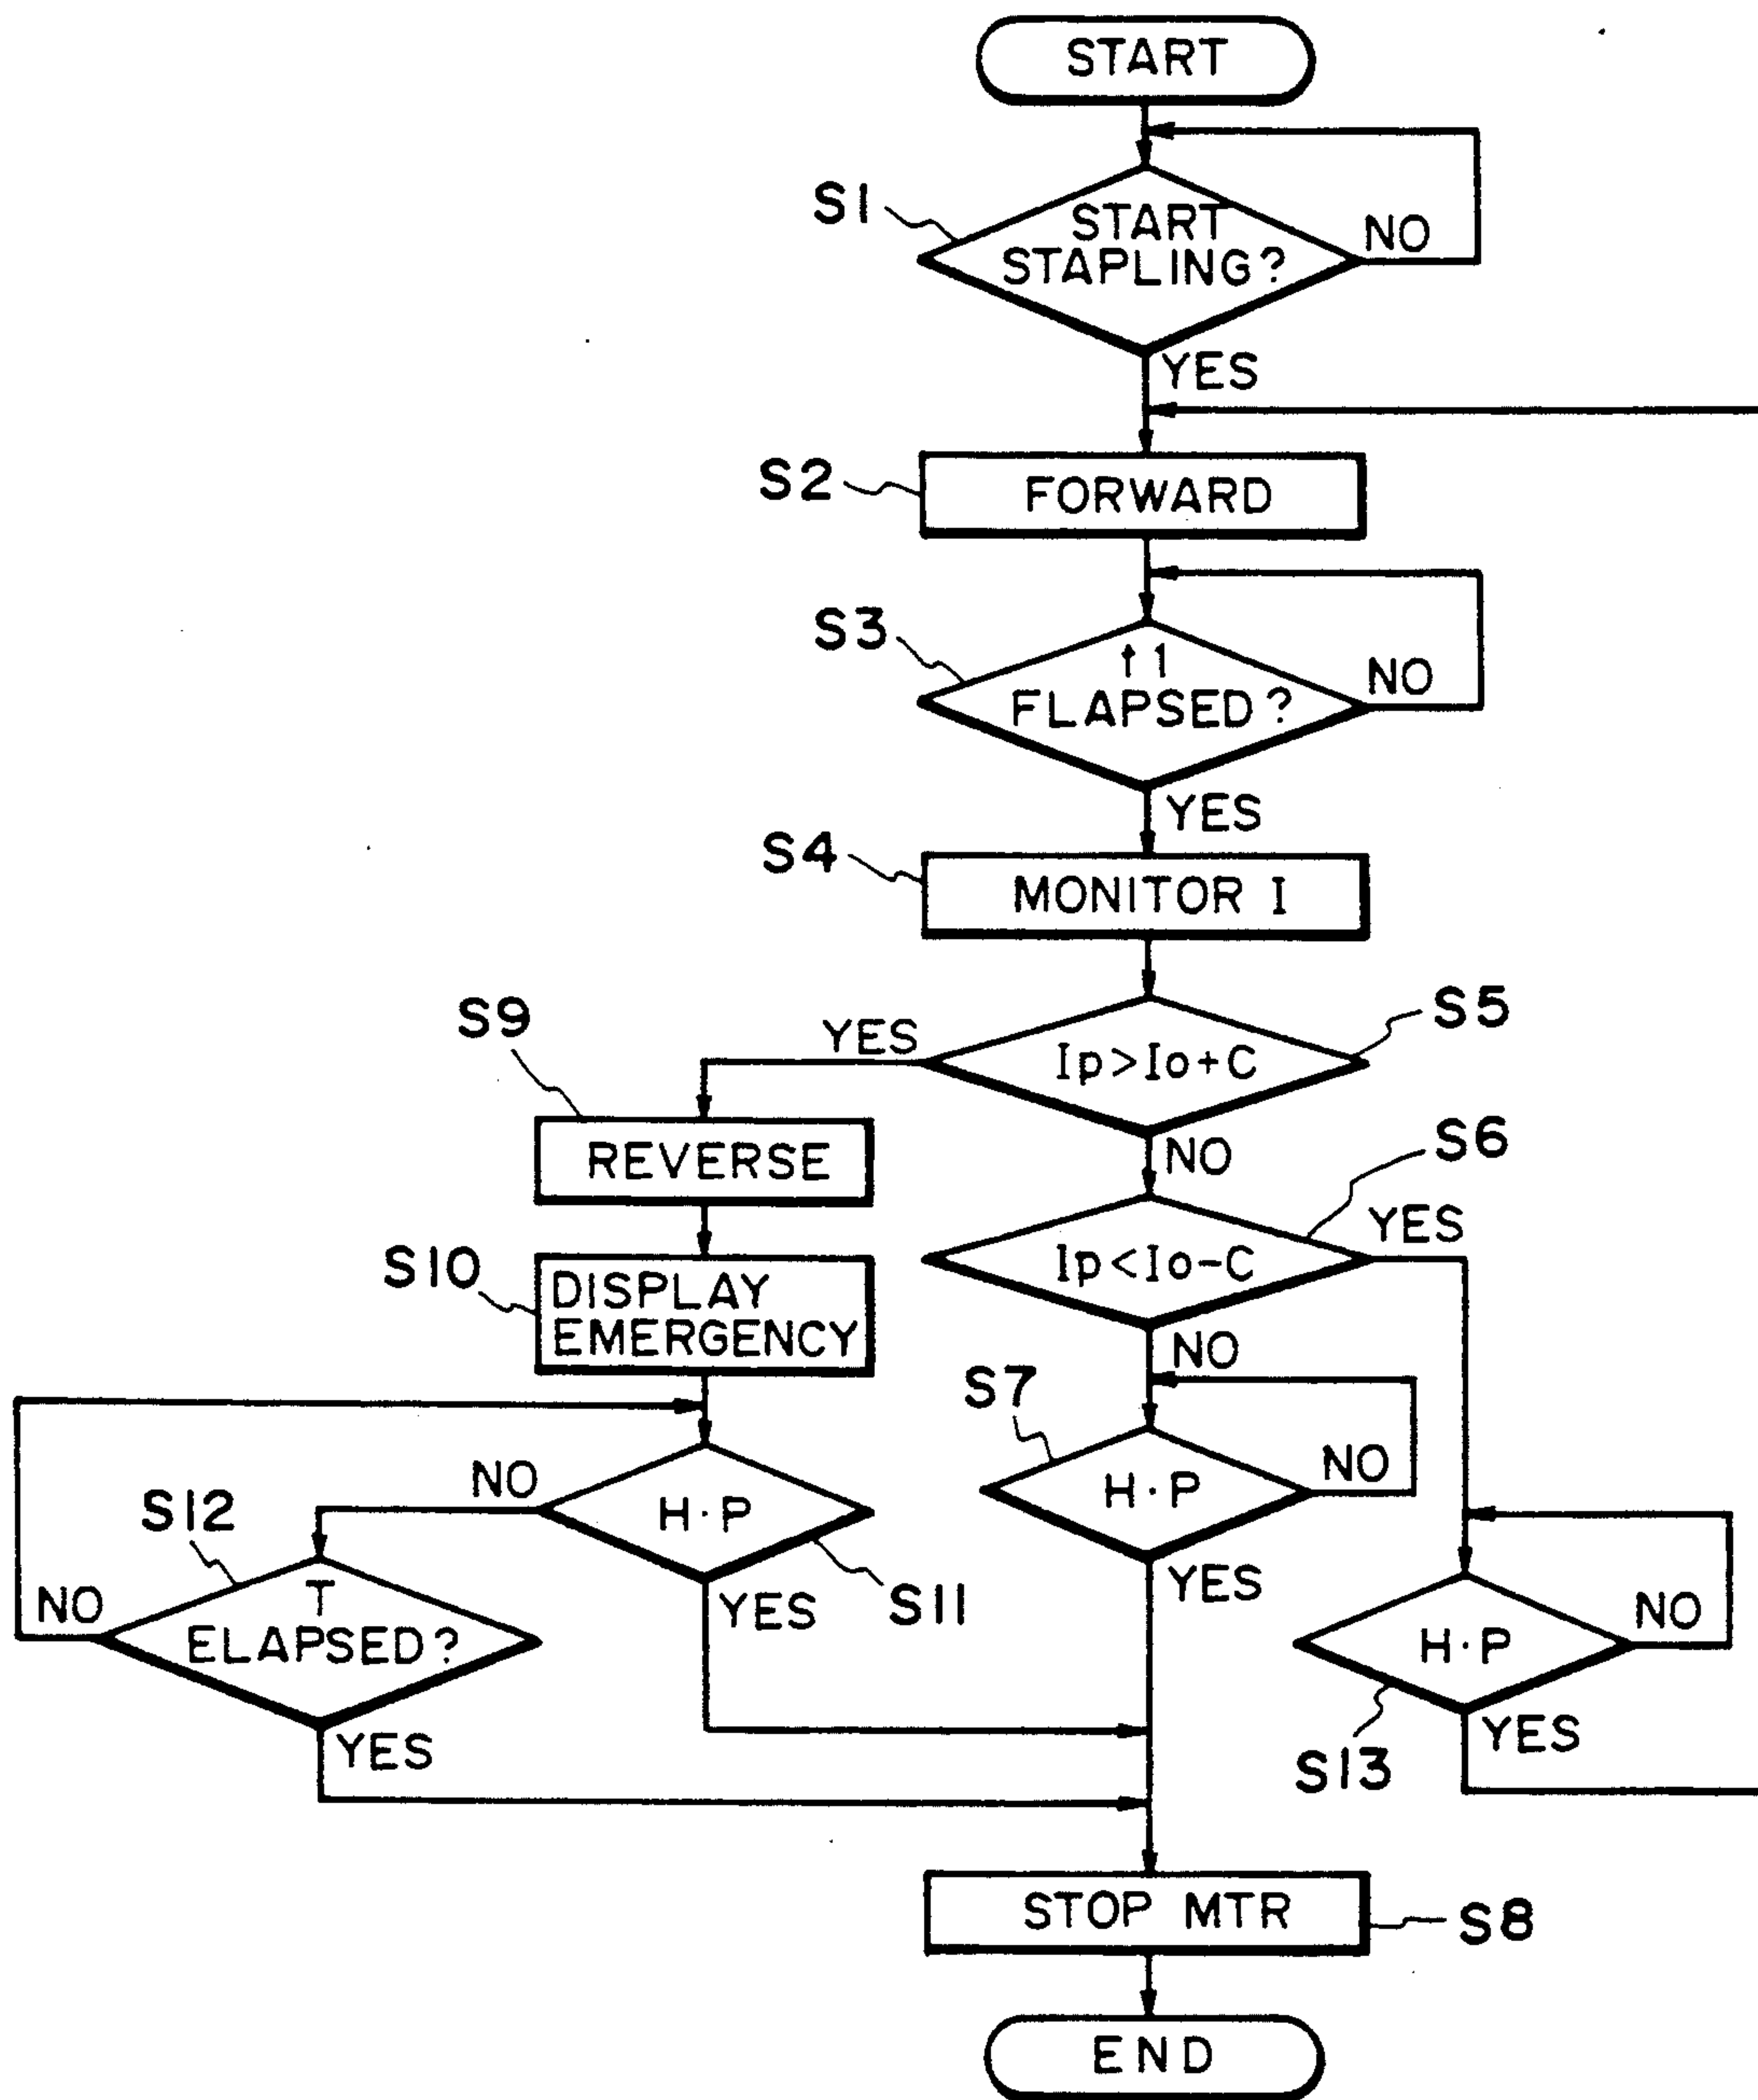 START
S1
START
STAPLING?
NO
YES
S2
FORWARD
S3
t1
FLAPSED?
NO
YES
S4
MONITOR I
S5
Ip>Io+C
YES
NO
S9
REVERSE
S6
Ip<Io-C
YES
NO
S10
DISPLAY
EMERGENCY
S7
H·P
NO
YES
H·P
NO
S11
YES
S12
T
ELAPSED?
NO
YES
H·P
NO
S13
YES
STOP MTR
S8
END